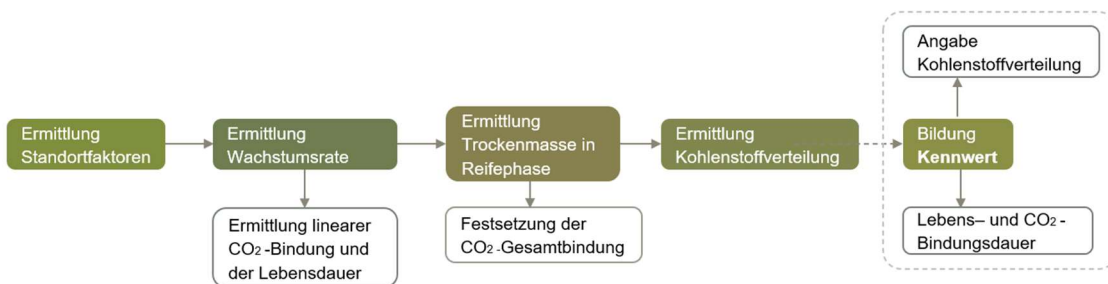 Ermittlung
Standortfaktoren
Ermittlung
Wachstumsrate
Ermittlung linearer
CO2 -Bindung und
der Lebensdauer
Ermittlung
Trockenmasse in
Reifephase
Festsetzung der
CO2 -Gesamtbindung
Ermittlung
Kohlenstoffverteilung
Angabe
Kohlenstoffverteilung
Bildung
Kennwert
Lebens– und CO2 -
Bindungsdauer